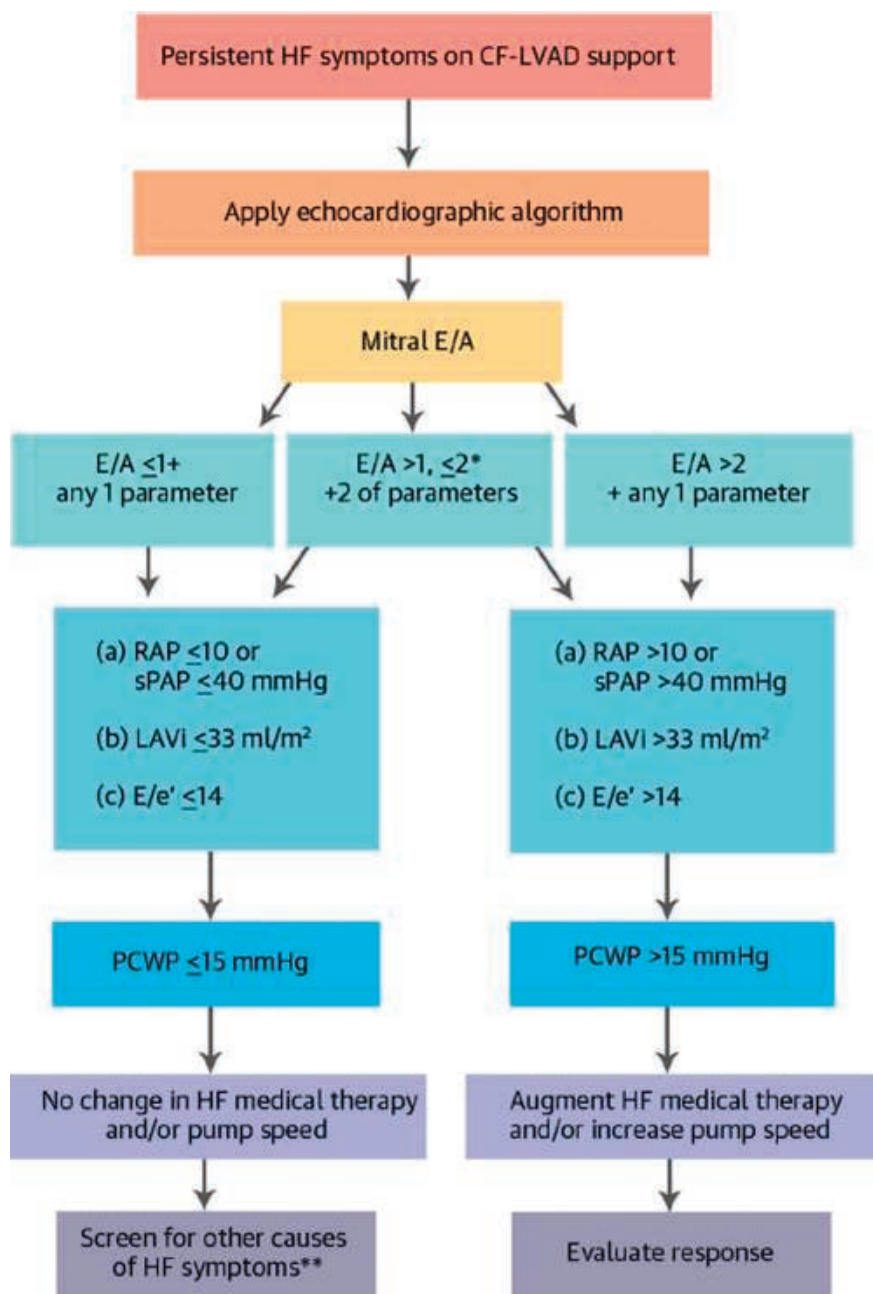 Persistent HF symptoms on CF-LVAD support
Apply echocardiographic algorithm
Mitral E/A
E/A ≤1+
any 1 parameter
E/A >1, ≤2*
+2 of parameters
E/A >2
+ any 1 parameter
(a) RAP ≤10 or
sPAP ≤40 mmHg
(b) LAVi ≤33 ml/m²
(c) E/e' ≤14
(a) RAP >10 or
sPAP >40 mmHg
(b) LAVi >33 ml/m²
(c) E/e' >14
PCWP ≤15 mmHg
PCWP >15 mmHg
No change in HF medical therapy
and/or pump speed
Augment HF medical therapy
and/or increase pump speed
Screen for other causes
of HF symptoms**
Evaluate response